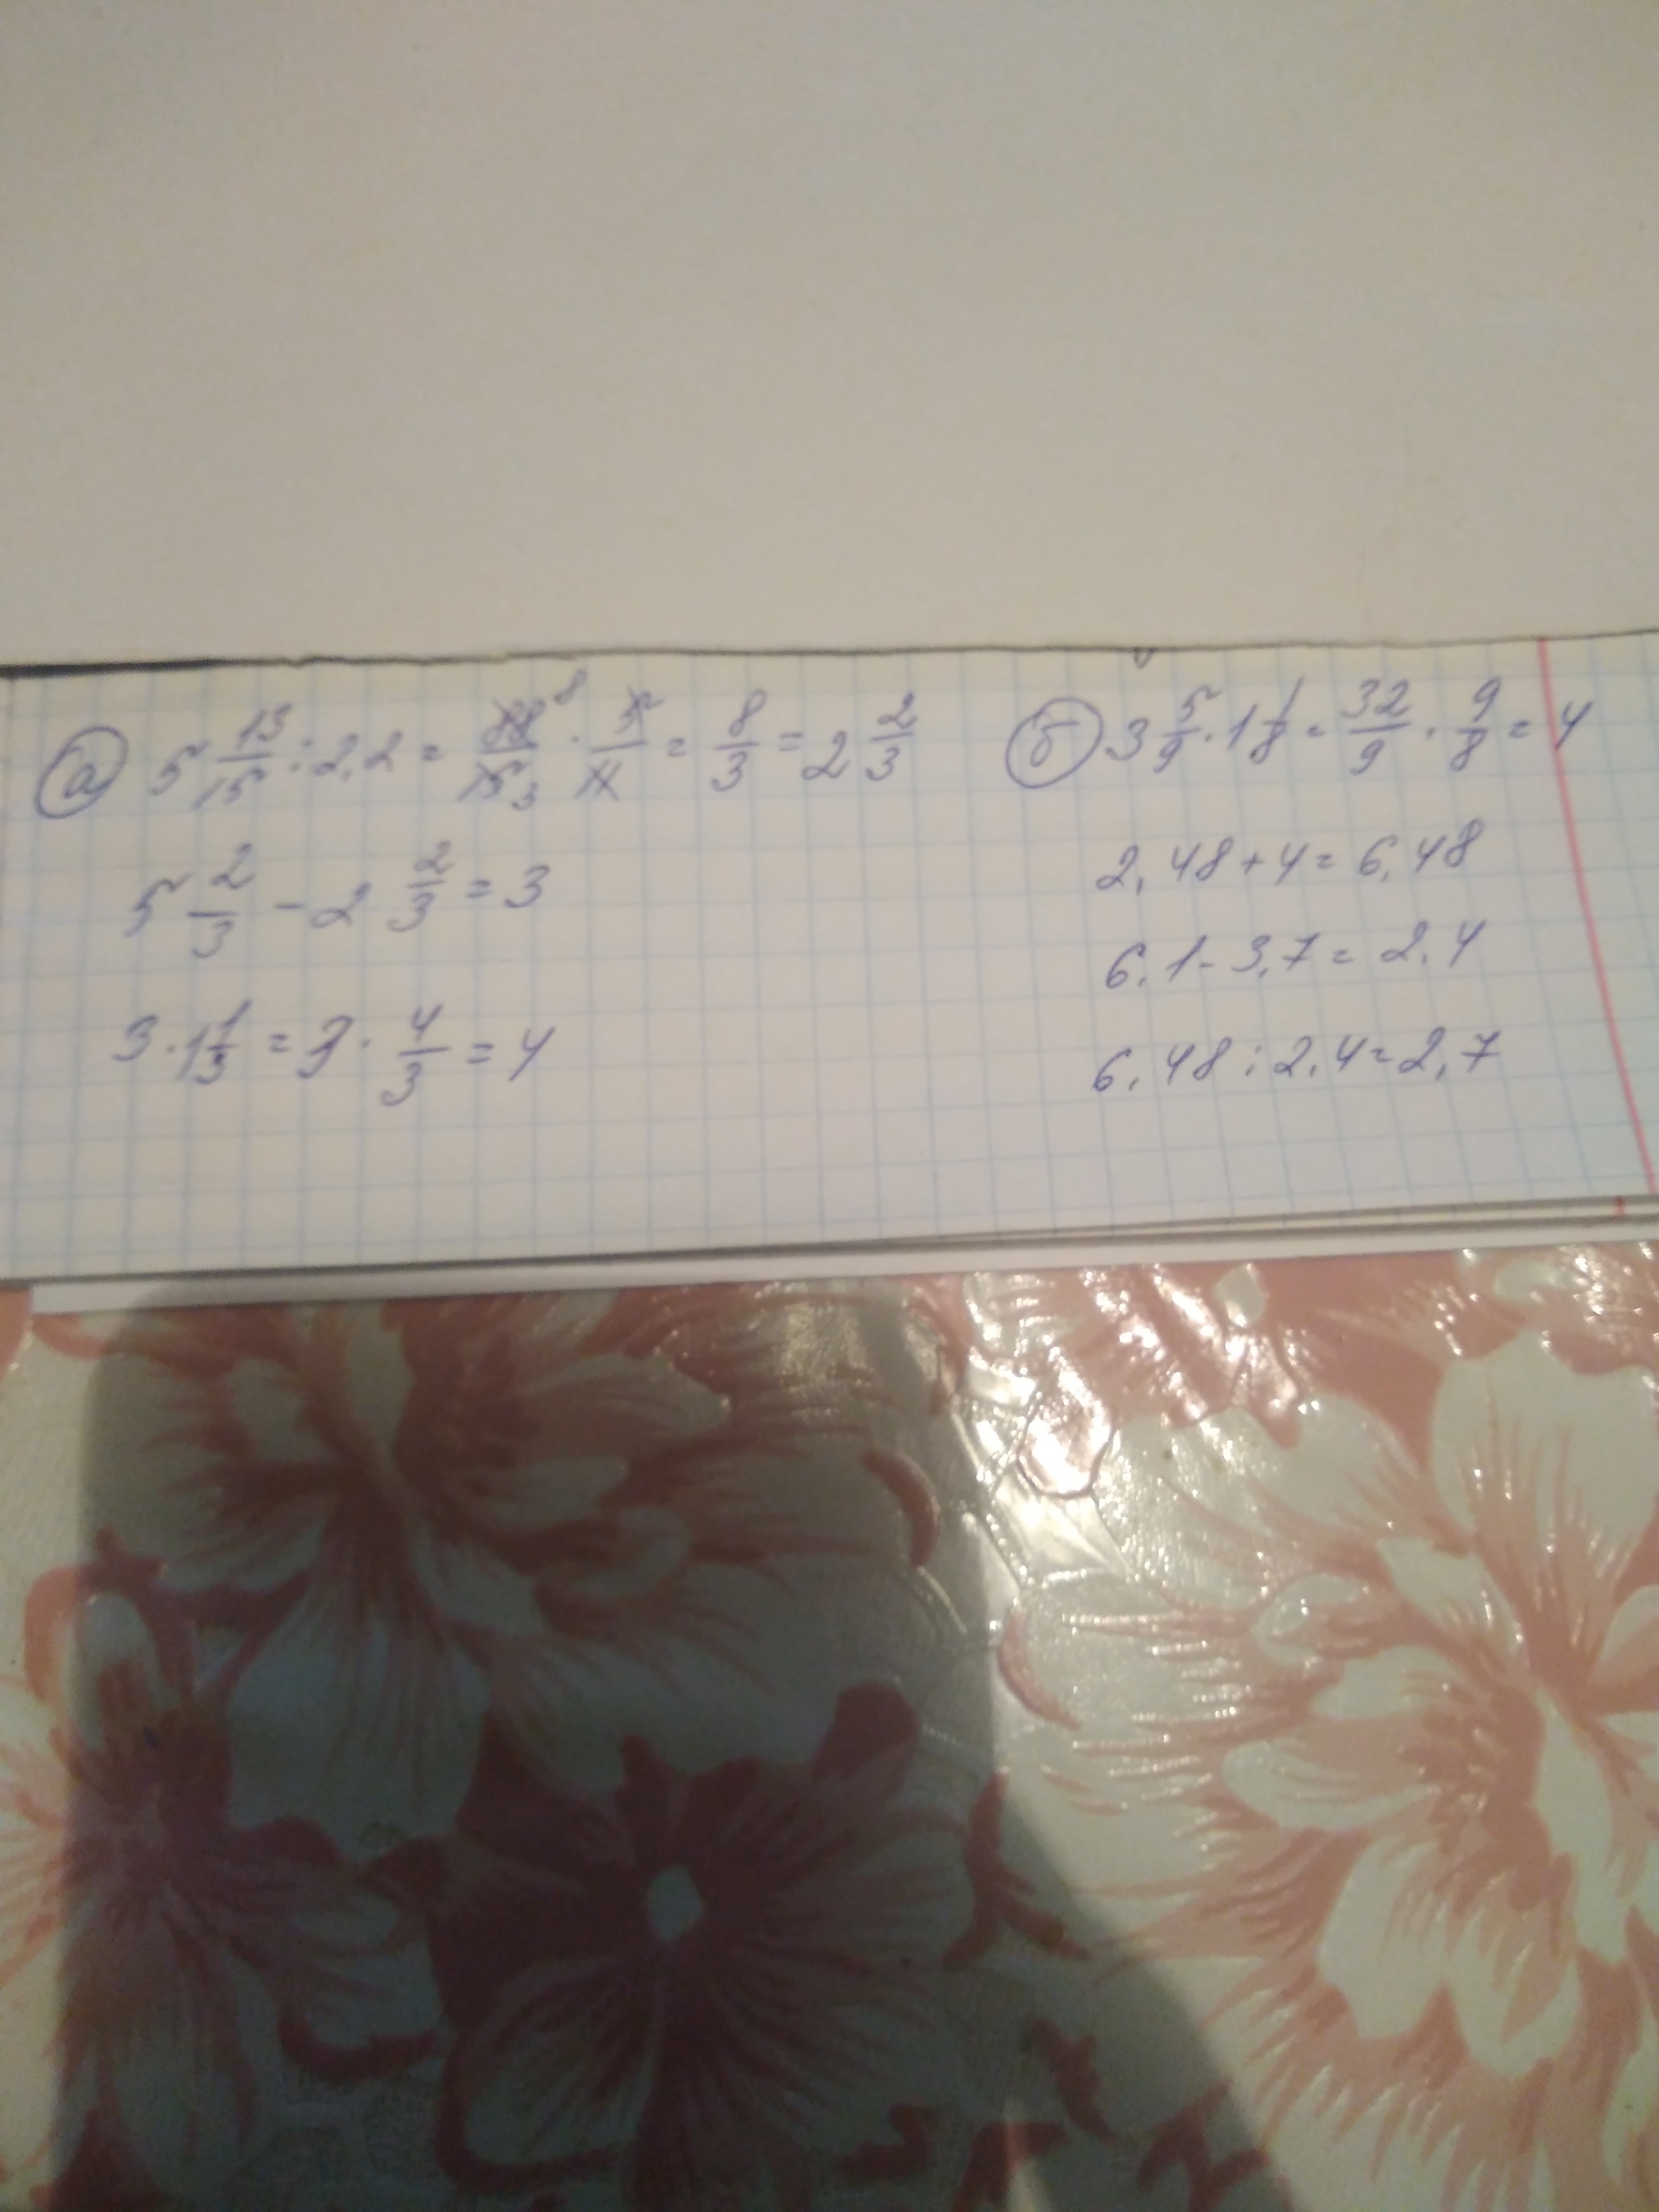 а) 5 13/15 : 2,2 = 88/15 · 5/11 = 8/3 = 2 2/3
5 2/3 - 2 2/3 = 3
3 · 1 1/3 = 3 · 4/3 = 4
б) 3 5/9 · 1 1/8 = 32/9 · 9/8 = 4
2,48 + 4 = 6,48
6,1 - 3,7 = 2,4
6,48 : 2,4 = 2,7